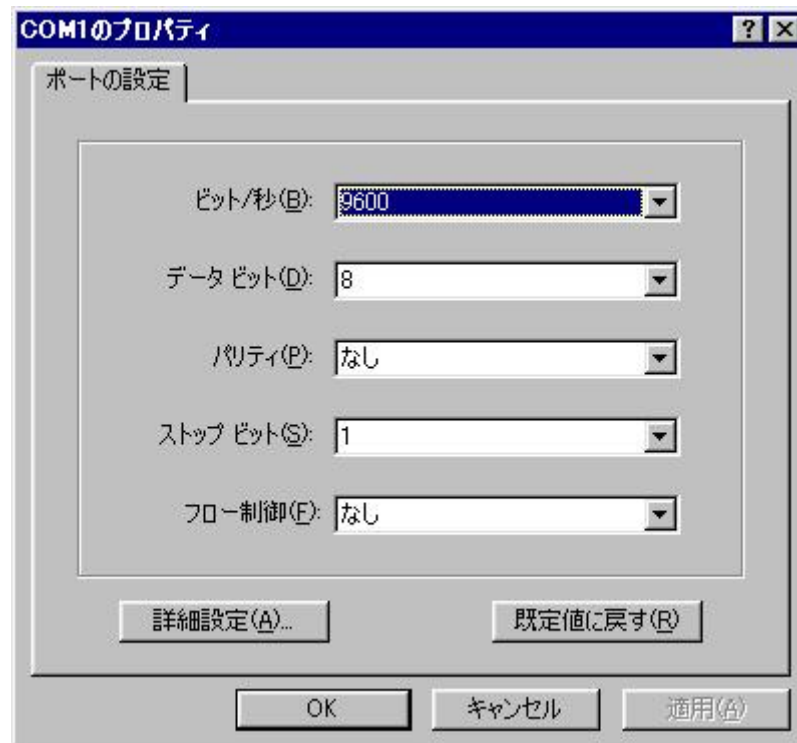 COM1のプロパティ
ポートの設定
ビット/秒(B): 9600
データ ビット(D): 8
パリティ(P): なし
ストップ ビット(S): 1
フロー制御(F): なし
詳細設定(A)... 既定値に戻す(R)
OK キャンセル 適用(A)